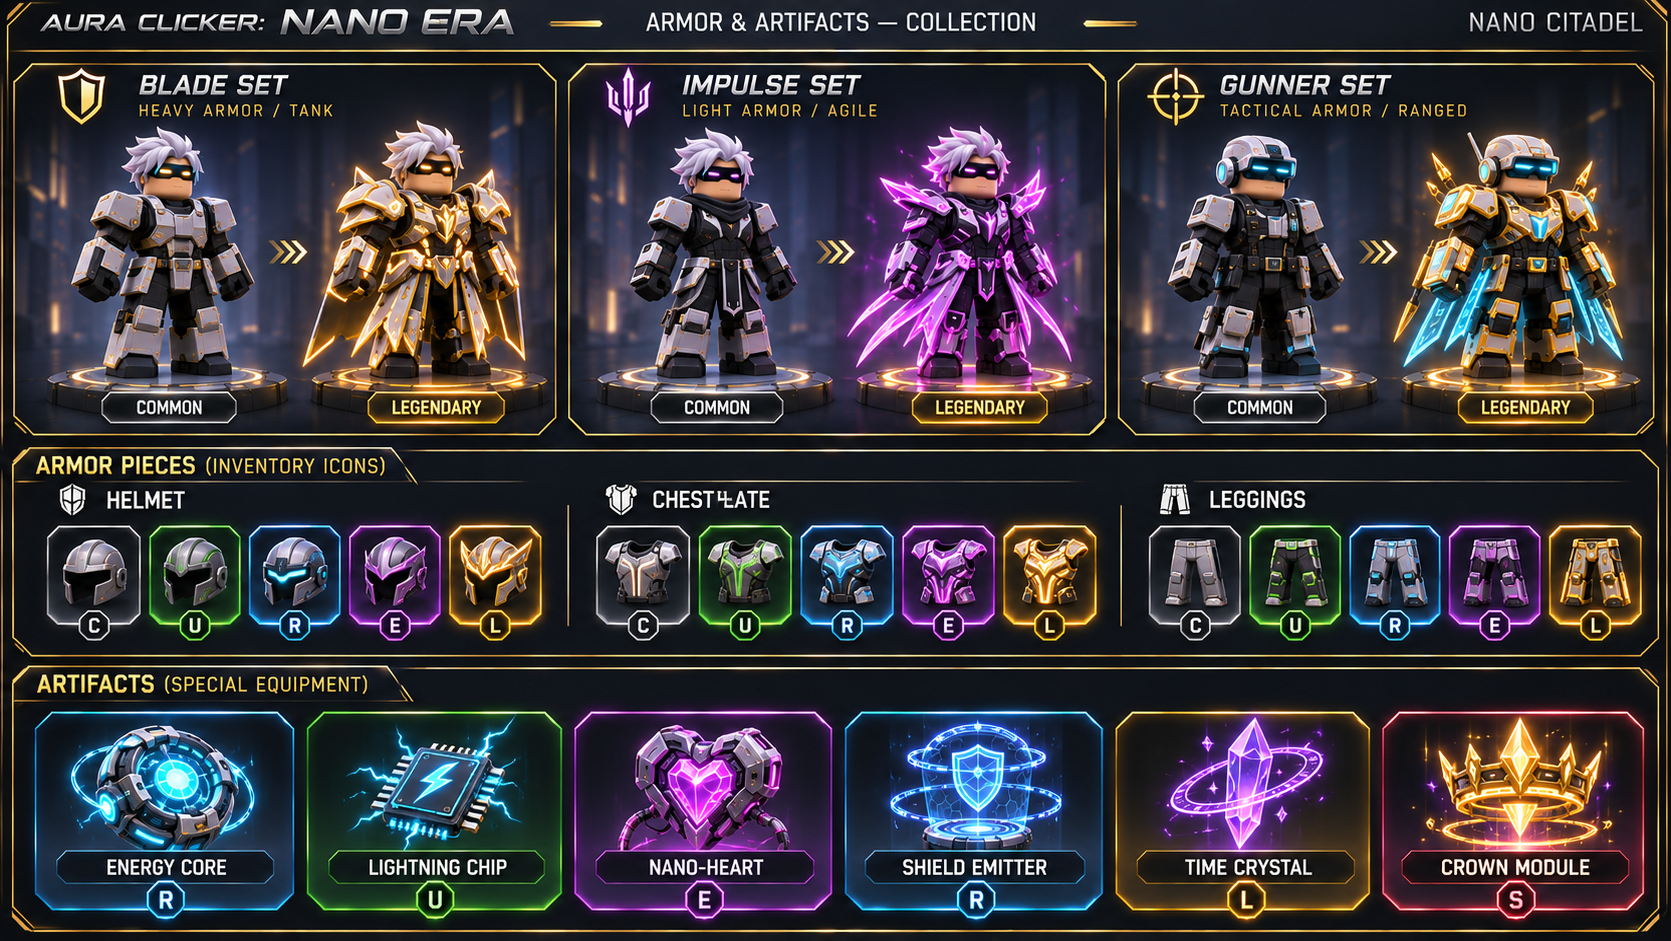 AURA CLICKER: NANO ERA
ARMOR & ARTIFACTS — COLLECTION
NANO CITADEL
BLADE SET
HEAVY ARMOR / TANK
COMMON
LEGENDARY
IMPULSE SET
LIGHT ARMOR / AGILE
COMMON
LEGENDARY
GUNNER SET
TACTICAL ARMOR / RANGED
COMMON
LEGENDARY
ARMOR PIECES (INVENTORY ICONS)
HELMET
C U R E L
LEGGINGS
C U R E L
C U R E L
ARTIFACTS (SPECIAL EQUIPMENT)
ENERGY CORE
R
LIGHTNING CHIP
U
NANO-HEART
E
SHIELD EMITTER
R
TIME CRYSTAL
L
CROWN MODULE
S